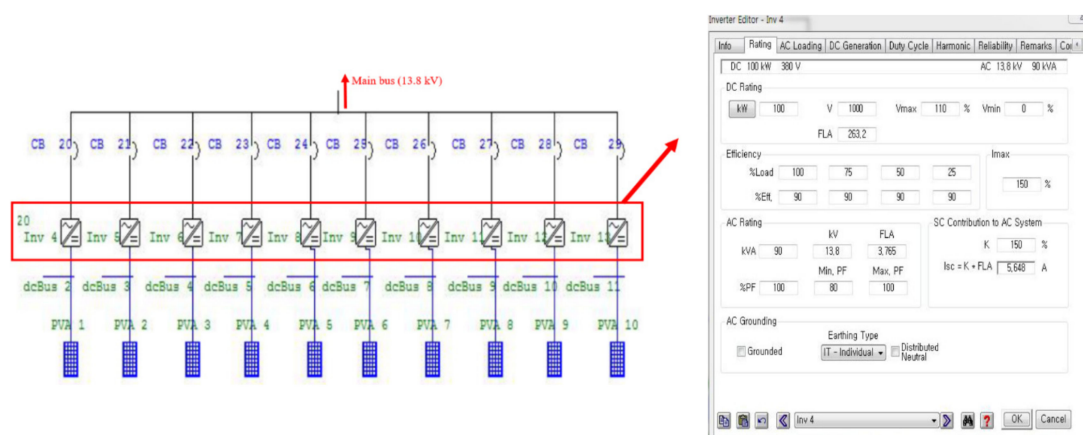 Main bus (13.8 kV)
CB 20 CB 21 CB 22 CB 23 CB 24 CB 25 CB 26 CB 27 CB 28 CB 29
20
Inv 4 Inv 5 Inv 6 Inv 7 Inv 8 Inv 9 Inv 10 Inv 11 Inv 12 Inv 13
dcBus 2 dcBus 3 dcBus 4 dcBus 5 dcBus 6 dcBus 7 dcBus 8 dcBus 9 dcBus 10 dcBus 11
PVA 1 PVA 2 PVA 3 PVA 4 PVA 5 PVA 6 PVA 7 PVA 8 PVA 9 PVA 10
Inverter Editor - Inv 4
Info Rating AC Loading DC Generation Duty Cycle Harmonic Reliability Remarks
DC 100 kW 380 V AC 13,8 kV 90 kVA
DC Rating
kW 100 V 1000 Vmax 110 % Vmin 0 %
FLA 263,2
Efficiency
%Load 100 75 50 25
%Eff, 90 90 90 90
Imax
150 %
AC Rating
kV FLA
kVA 90 13,8 3,765
Min, PF Max, PF
%PF 100 80 100
SC Contribution to AC System
K 150 %
Isc = K * FLA 5,648 A
AC Grounding
Earthing Type
Grounded IT - Individual Distributed
Neutral
Inv 4 OK Cancel